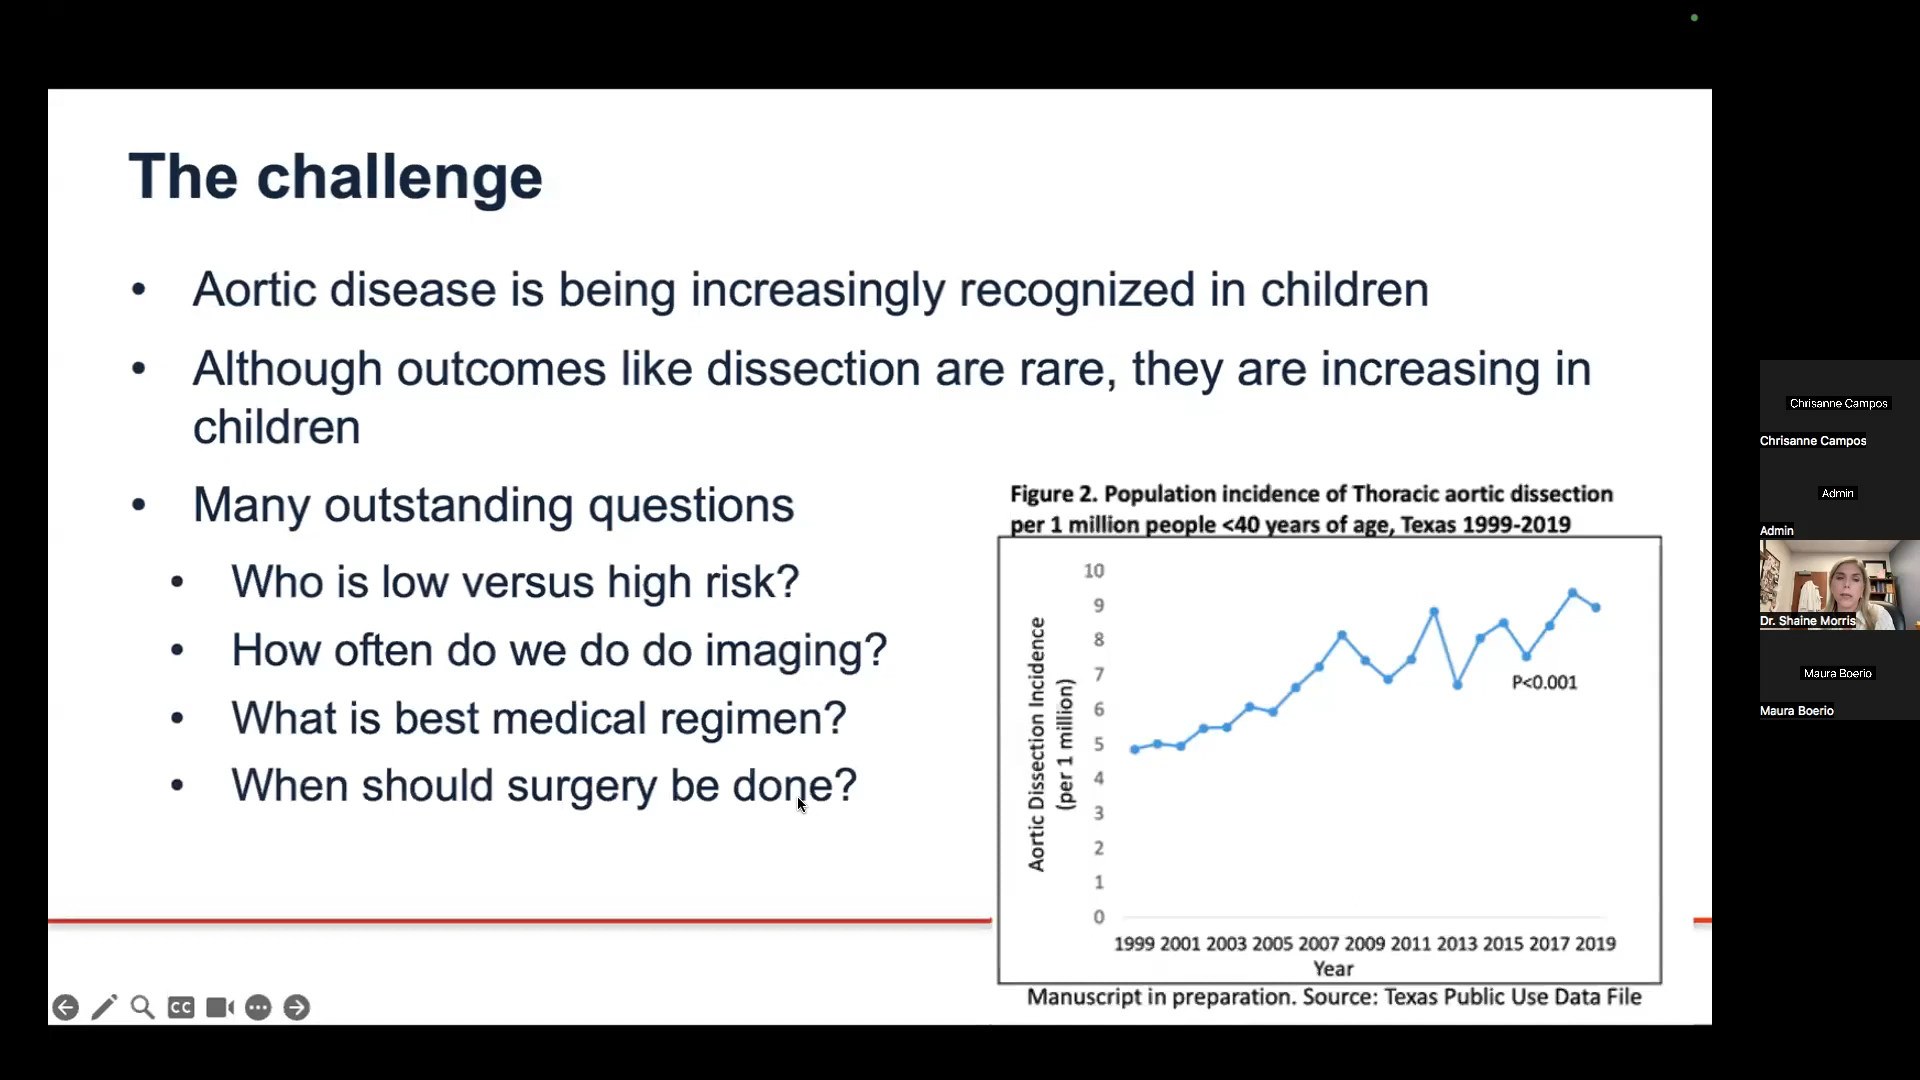 The challenge
• Aortic disease is being increasingly recognized in children
• Although outcomes like dissection are rare, they are increasing in
children
• Many outstanding questions
• Who is low versus high risk?
• How often do we do do imaging?
• What is best medical regimen?
• When should surgery be done?
Figure 2. Population incidence of Thoracic aortic dissection
per 1 million people <40 years of age, Texas 1999-2019
Aortic Dissection Incidence
(per 1 million)
10
9
8
7
6
5
4
3
2
1
0
P<0.001
1999 2001 2003 2005 2007 2009 2011 2013 2015 2017 2019
Year
Manuscript in preparation. Source: Texas Public Use Data File
CC
Chrisanne Campos
Chrisanne Campos
Admin
Admin
Dr. Shaine Morris
Maura Boerio
Maura Boerio